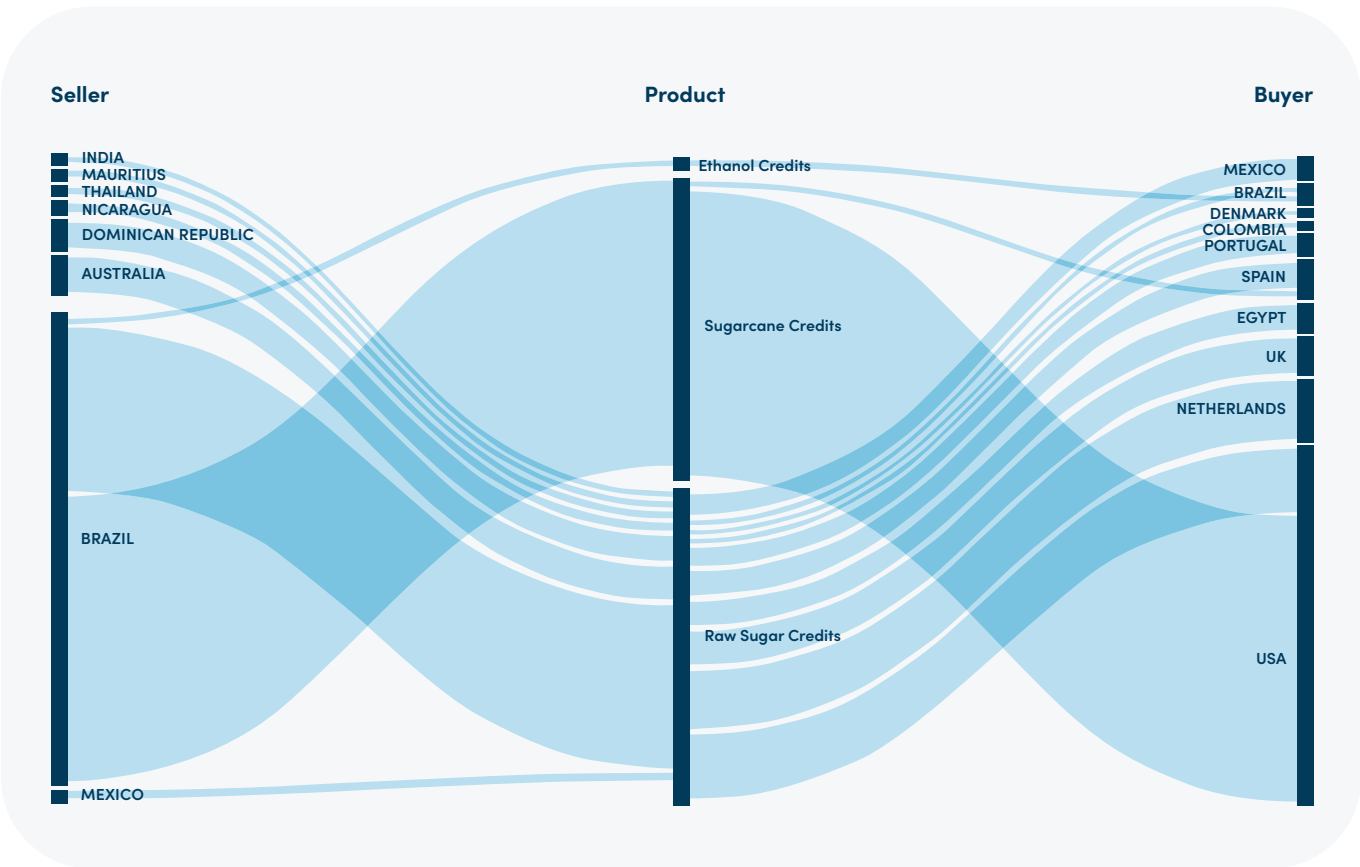 Seller
Product
Buyer
INDIA
MAURITIUS
THAILAND
NICARAGUA
DOMINICAN REPUBLIC
AUSTRALIA
BRAZIL
MEXICO
Ethanol Credits
Sugarcane Credits
Raw Sugar Credits
MEXICO
BRAZIL
DENMARK
COLOMBIA
PORTUGAL
SPAIN
EGYPT
UK
NETHERLANDS
USA